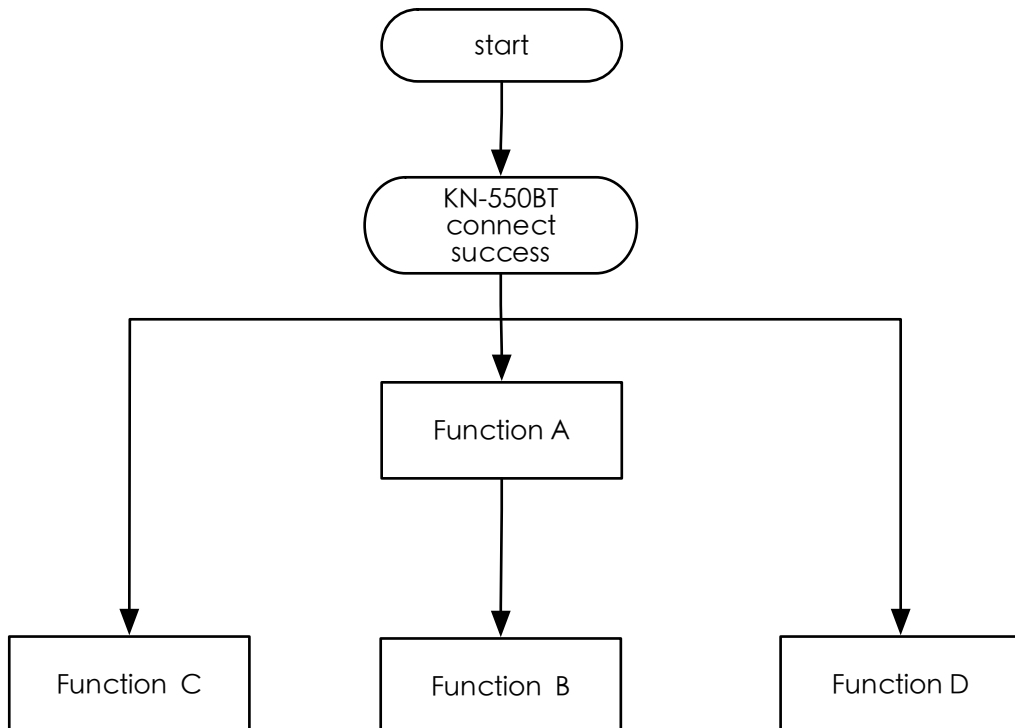 start
KN-550BT
connect
success
Function A
Function C
Function B
Function D